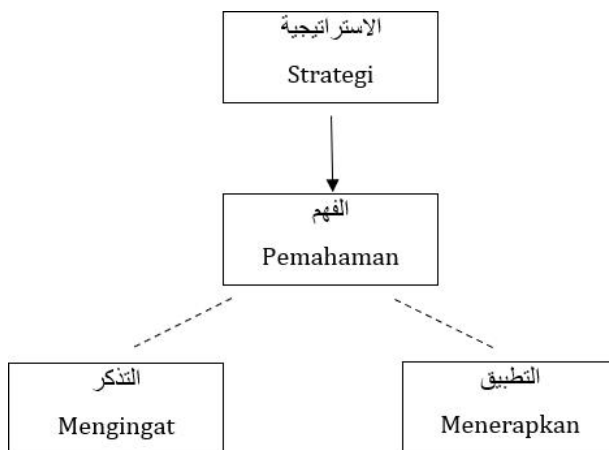 الاستراتيجية
Strategi
الفهم
Pemahaman
التذكر
Mengingat
التطبيق
Menerapkan